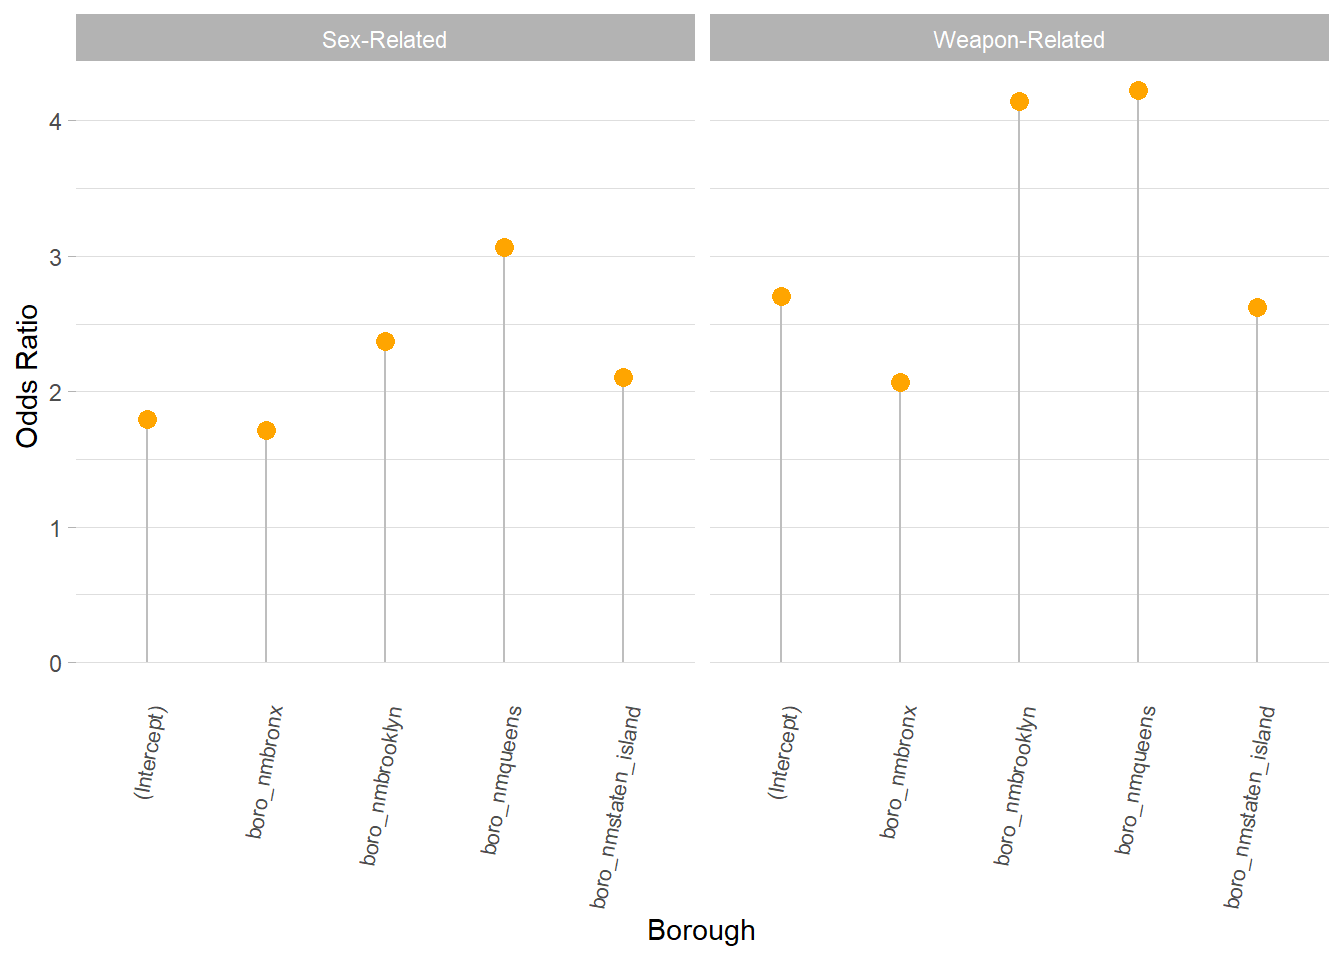 Sex-Related
Weapon-Related
Odds Ratio
4
3
2
1
0
(Intercept)
boro_nmbronx
boro_nmbrooklyn
boro_nmqueens
boro_nmstaten_island
(Intercept)
boro_nmbronx
boro_nmbrooklyn
boro_nmqueens
boro_nmstaten_island
Borough